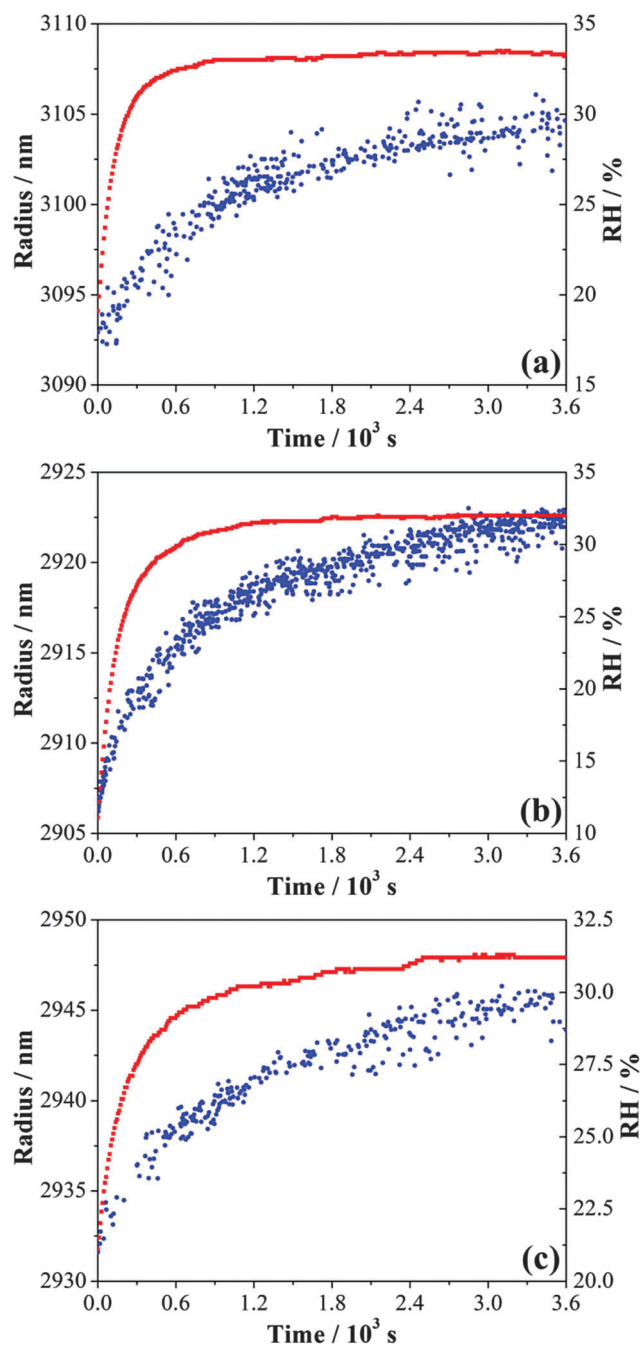 3110
3105
3100
3095
3090
Radius / nm
35
30
25
20
15
RH / %
(a)
0.0 0.6 1.2 1.8 2.4 3.0 3.6
Time / 10³ s
2925
2920
2915
2910
2905
Radius / nm
35
30
25
20
15
10
RH / %
(b)
0.0 0.6 1.2 1.8 2.4 3.0 3.6
Time / 10³ s
2950
2945
2940
2935
2930
Radius / nm
32.5
30.0
27.5
25.0
22.5
20.0
RH / %
(c)
0.0 0.6 1.2 1.8 2.4 3.0 3.6
Time / 10³ s